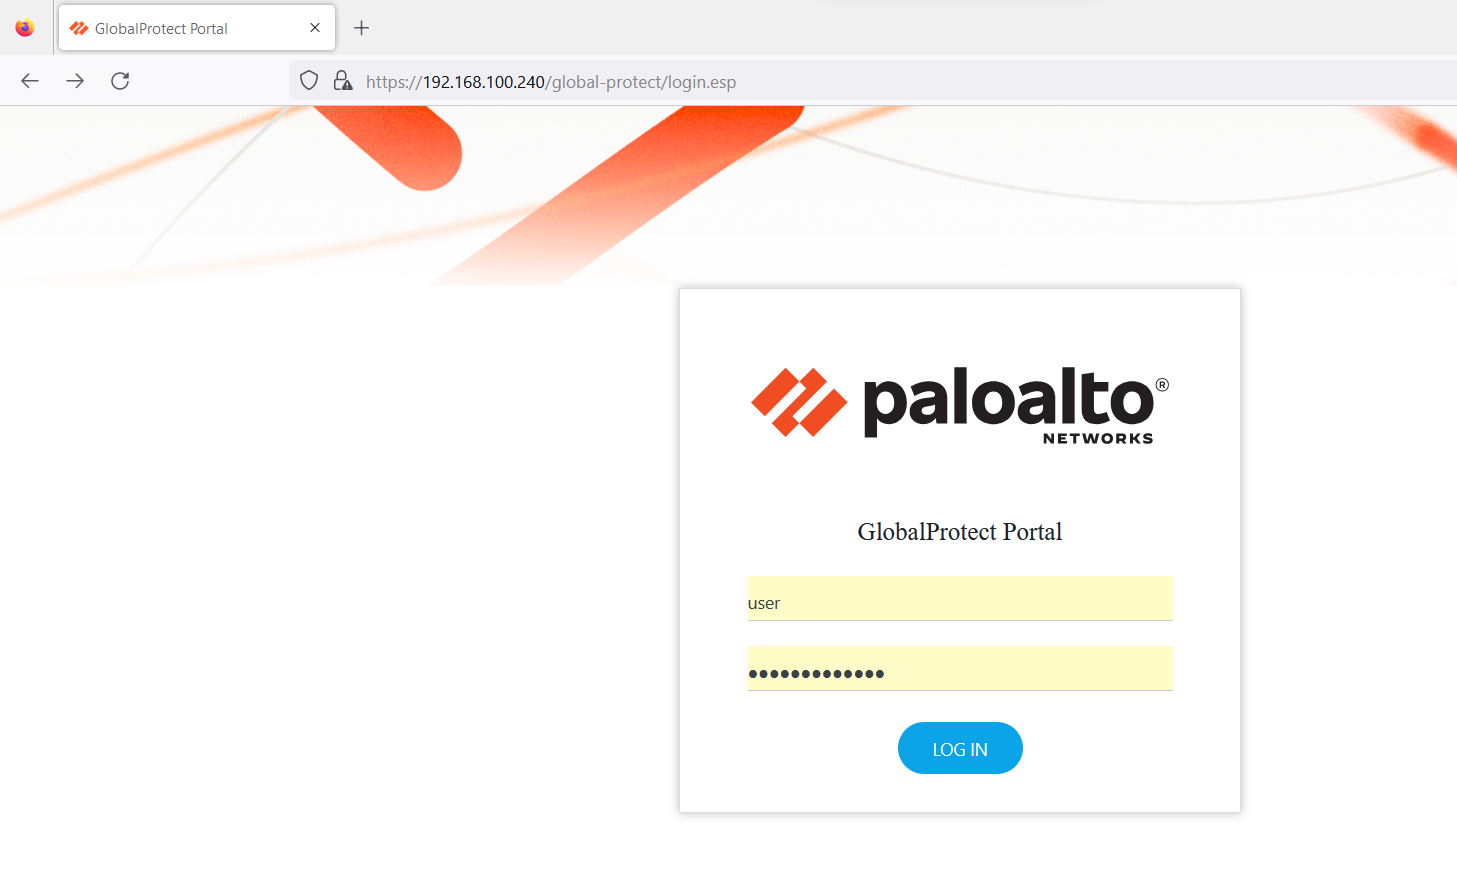 GlobalProtect Portal
https://192.168.100.240/global-protect/login.esp
paloalto®
NETWORKS
GlobalProtect Portal
user
●●●●●●●●●●●●●
LOG IN